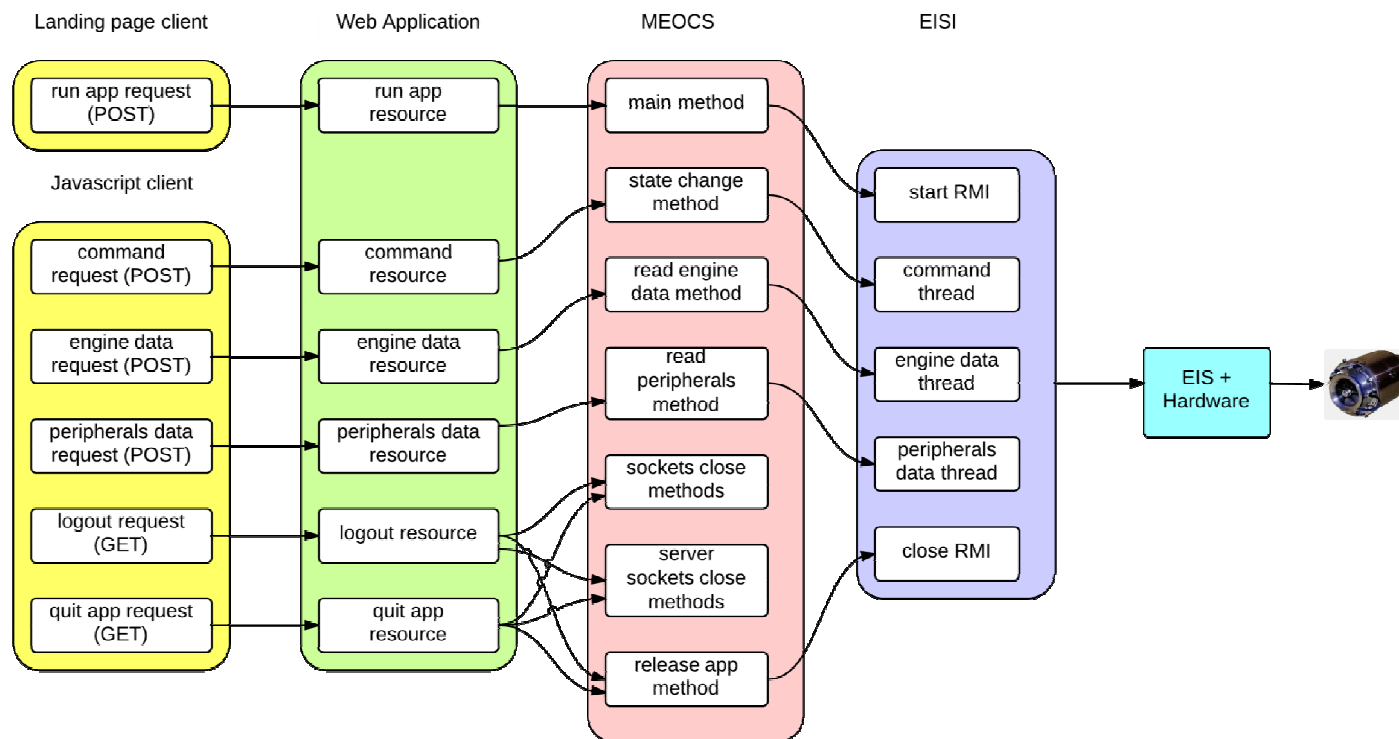 Landing page client
Web Application
MEOCS
EISI
run app request
(POST)
run app
resource
main method
Javascript client
state change
method
start RMI
command
request (POST)
command
resource
read engine
data method
command
thread
engine data
request (POST)
engine data
resource
read
peripherals
method
engine data
thread
EIS +
Hardware
peripherals data
request (POST)
peripherals data
resource
sockets close
methods
peripherals
data thread
logout request
(GET)
logout resource
server
sockets close
methods
close RMI
quit app request
(GET)
quit app
resource
release app
method